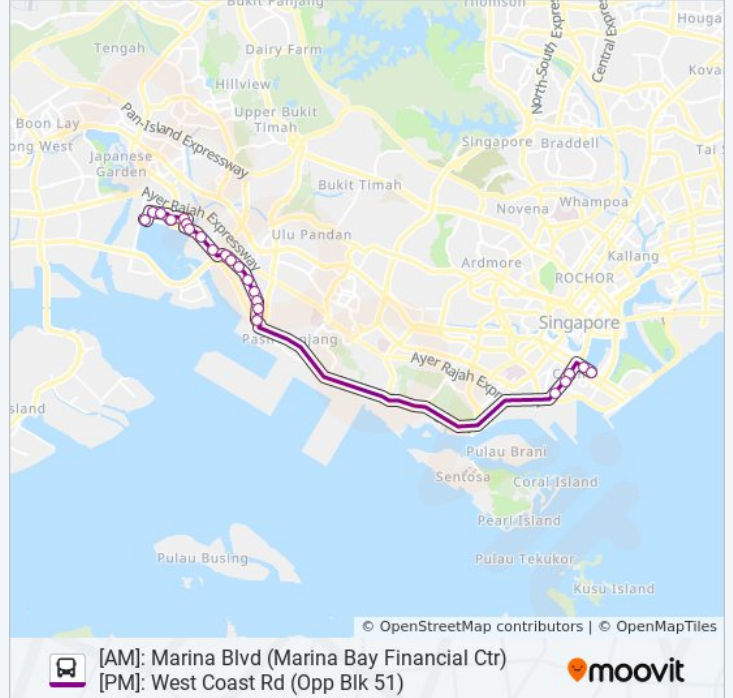 Bukit Panjang
Thomson
Houga
Tengah
Dairy Farm
North-South Expres
Central Expre
Kova
Hillview
Pan-Island Expressway
Upper Bukit
Timah
Boon Lay
ong West
Japanese
Garden
Singapore
Braddell
Tai S
Bukit Timah
Ayer Rajah Expressway
Novena
Whampoa
Ulu Pandan
Kallang
Ardmore
ROCHOR
Singapore
Pasir Panjang
Ayer Rajah Expr
sland
Pulau Brani
Sentosa
Coral Island
Pearl Island
Pulau Busing
Pulau Tekukor
Kusu Island
© OpenStreetMap contributors | © OpenMapTiles
[AM]: Marina Blvd (Marina Bay Financial Ctr)
[PM]: West Coast Rd (Opp Blk 51)
moovit